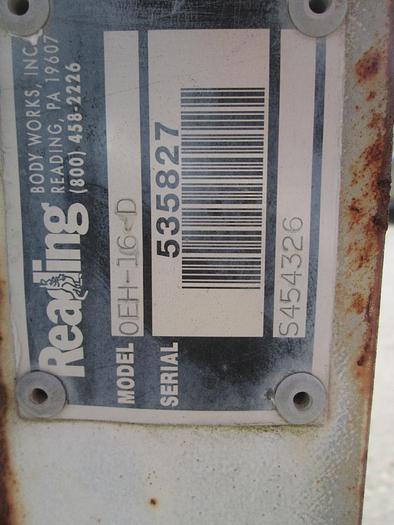 Reading
BODY WORKS, INC.
READING, PA 19607
(800) 458-2226
MODEL OEH-16-D
SERIAL 535827
S454326